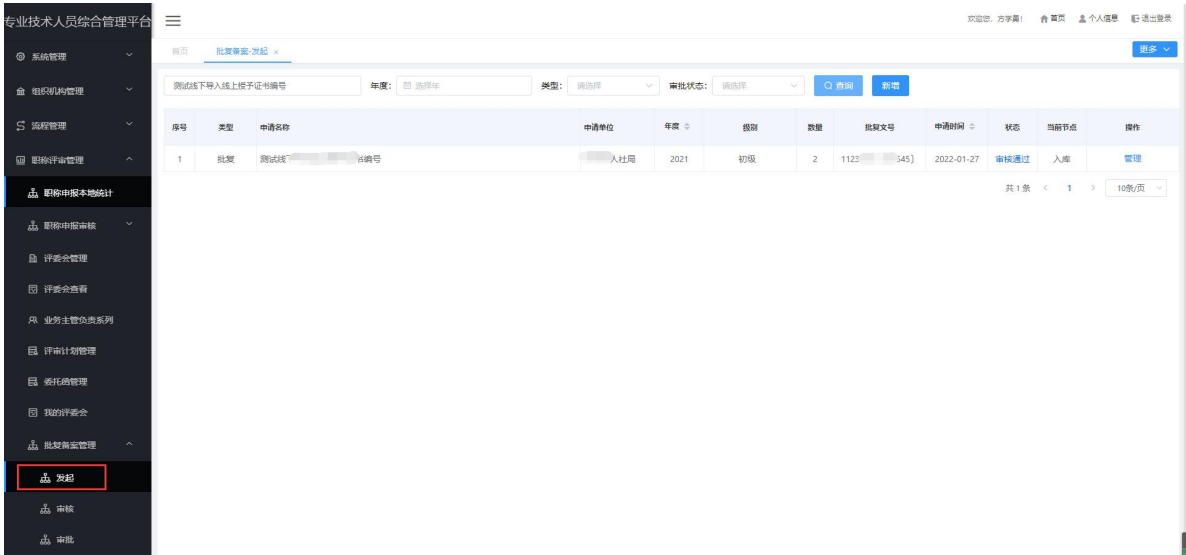 专业技术人员综合管理平台
欢迎您, 方学勇! 首页 个人信息 退出登录
系统管理
组织机构管理
流程管理
职称评审管理
职称申报本地统计
职称申报审核
评委会管理
评委会查看
业务主管负责系列
评审计划管理
委托函管理
我的评委会
批复备案管理
发起
审核
审批
首页 批复备案-发起 × 更多
测试线下导入线上授予证书编号 年度: 选择年 类型: 请选择 审批状态: 请选择 查询 新增
序号 类型 申请名称 申请单位 年度 级别 数量 批复文号 申请时间 状态 当前节点 操作
1 批复 测试线 书编号 人社局 2021 初级 2 1123 645] 2022-01-27 审核通过 入库 管理
共 1 条 < 1 > 10条/页